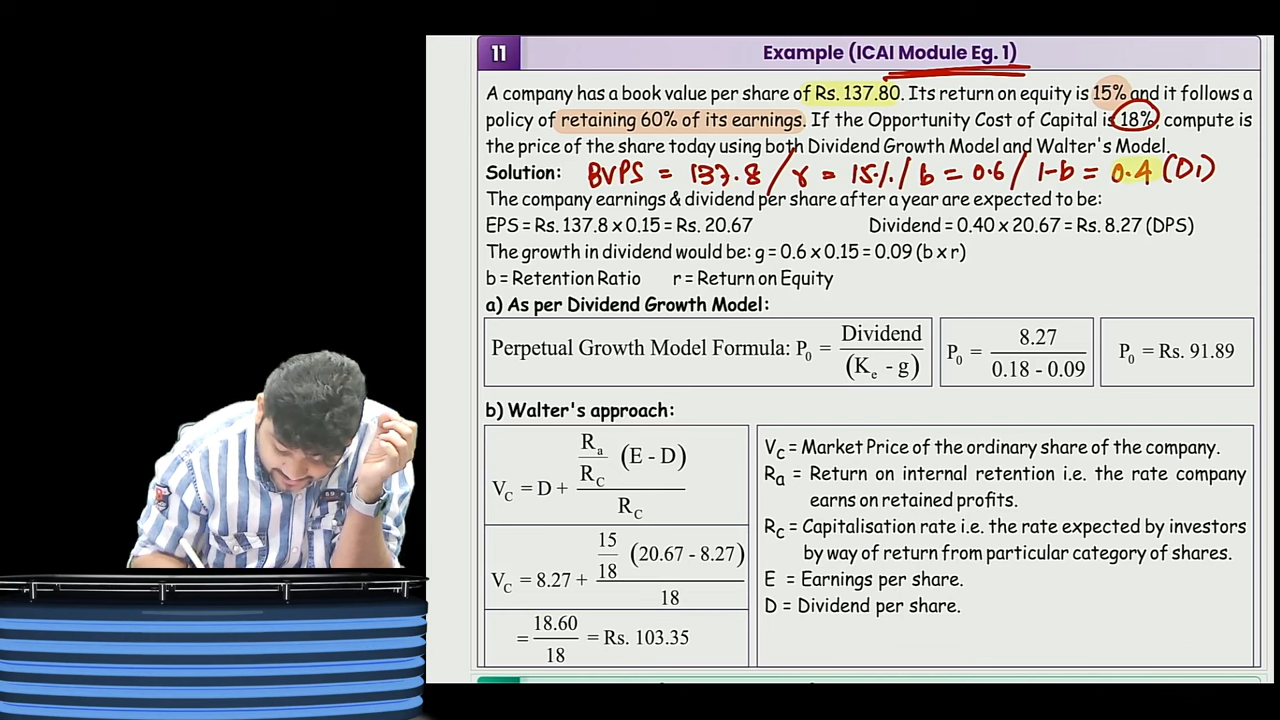 11
Example (ICAI Module Eg. 1)
A company has a book value per share of Rs. 137.80. Its return on equity is 15% and it follows a
policy of retaining 60% of its earnings. If the Opportunity Cost of Capital is 18%, compute is
the price of the share today using both Dividend Growth Model and Walter's Model.
Solution: BVPS = 137.8 / r = 15% / b = 0.6 / 1-b = 0.4 (D1)
The company earnings & dividend per share after a year are expected to be:
EPS = Rs. 137.8 x 0.15 = Rs. 20.67 Dividend = 0.40 x 20.67 = Rs. 8.27 (DPS)
The growth in dividend would be: g = 0.6 x 0.15 = 0.09 (b x r)
b = Retention Ratio r = Return on Equity
a) As per Dividend Growth Model:
Perpetual Growth Model Formula: P₀ = Dividend / (Kₑ - g)
P₀ = 8.27 / 0.18 - 0.09
P₀ = Rs. 91.89
b) Walter's approach:
V_C = D + R_a / R_C (E - D) / R_C
V_C = 8.27 + 15 / 18 (20.67 - 8.27) / 18
= 18.60 / 18 = Rs. 103.35
V_C = Market Price of the ordinary share of the company.
R_a = Return on internal retention i.e. the rate company
earns on retained profits.
R_C = Capitalisation rate i.e. the rate expected by investors
by way of return from particular category of shares.
E = Earnings per share.
D = Dividend per share.